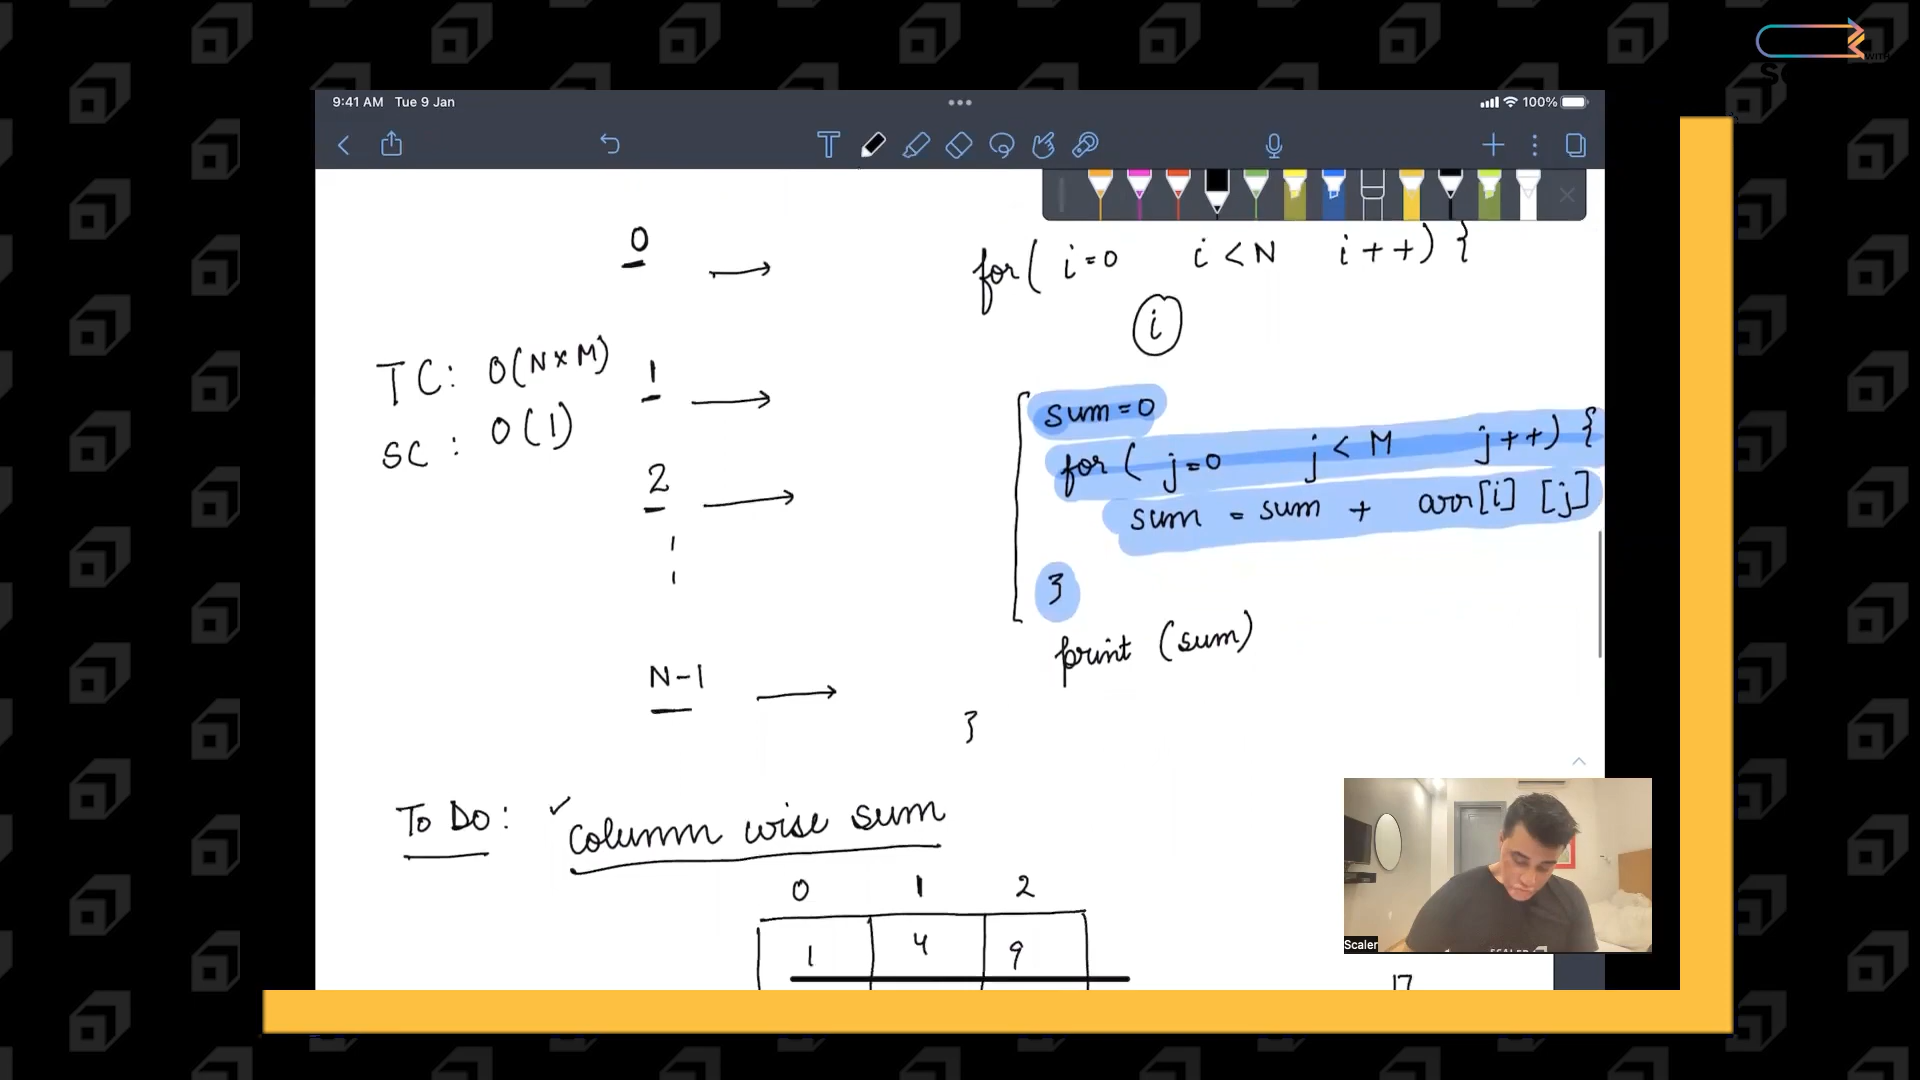 9:41 AM Tue 9 Jan
100%
0
for( i=0 i<N i++) {
i
TC: O(N×M)
SC: O(1)
1
2
N-1
sum=0
for( j=0 j<M j++) {
sum = sum + arr[i] [j]
}
print (sum)
}
To Do: ✓ column wise sum
0 1 2
1 4 9
17
Scaler